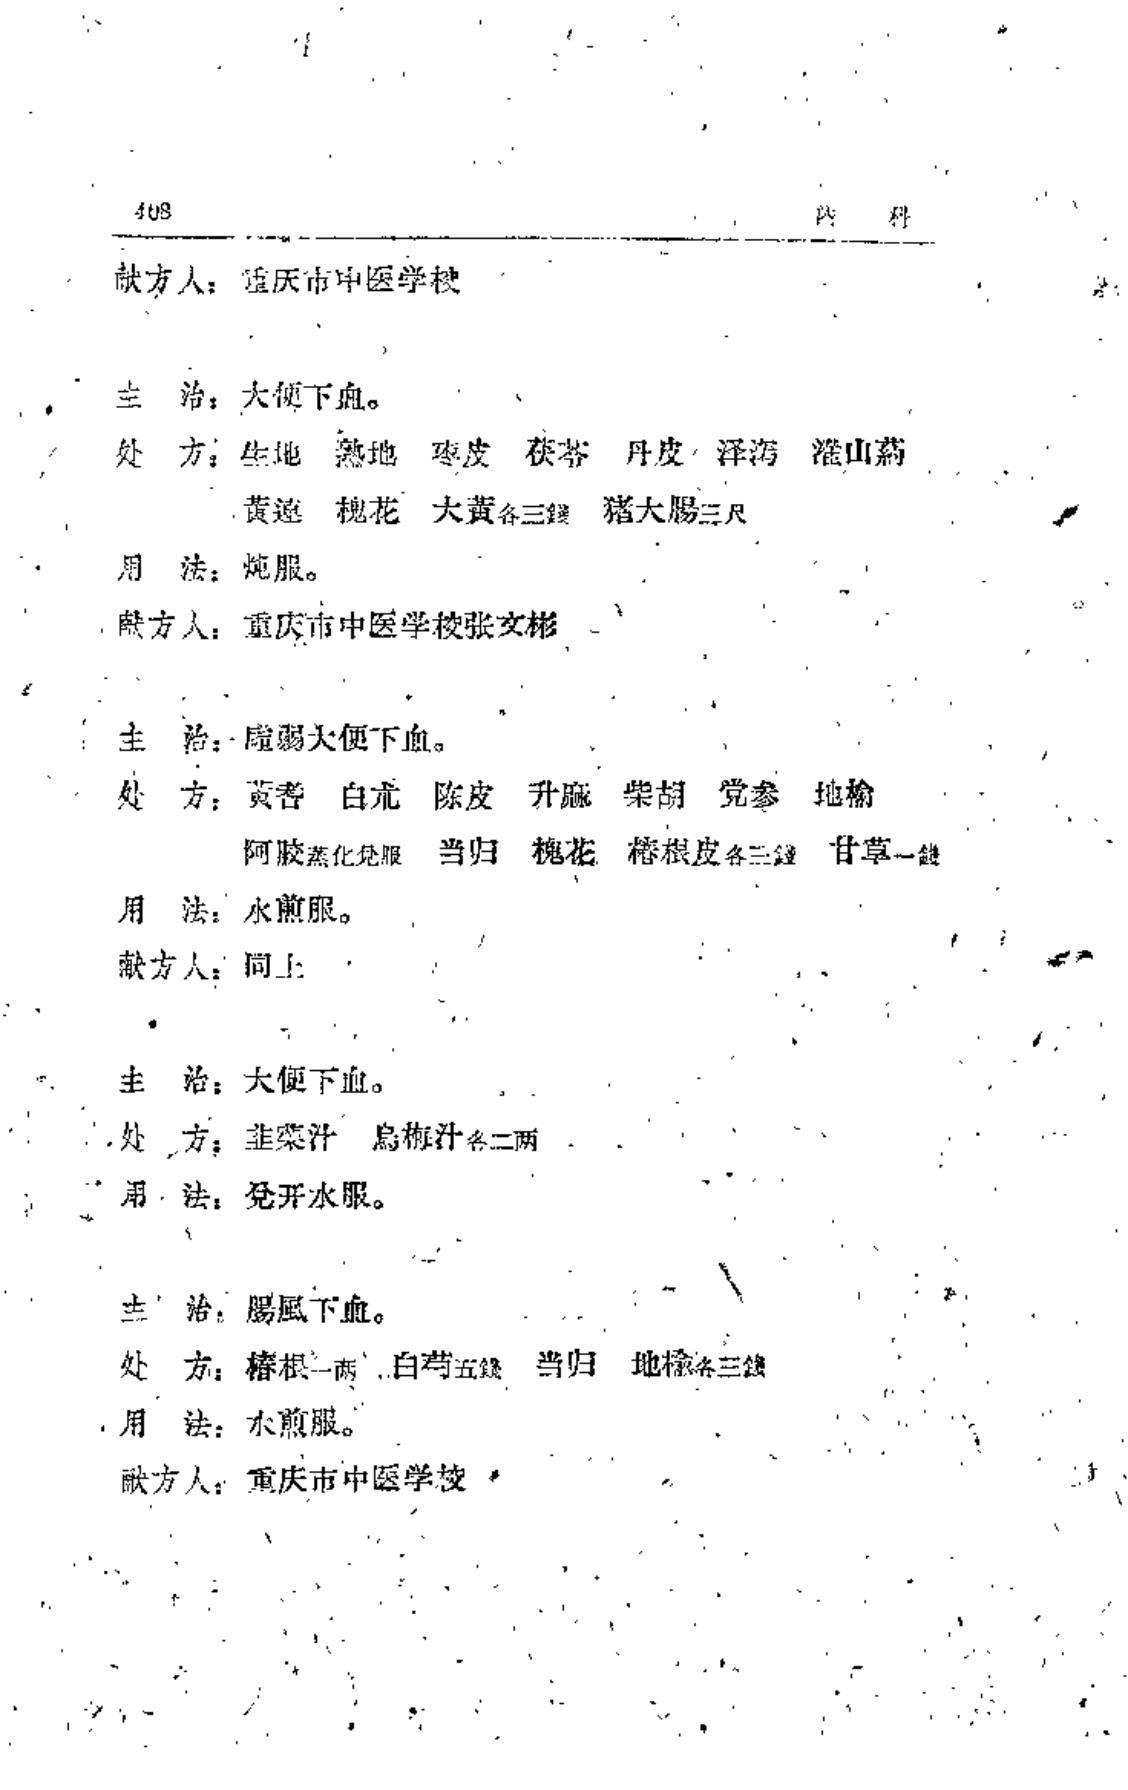 408 内科
献方人：重庆市中医学校
主治：大便下血。
处方：生地 熟地 枣皮 茯苓 丹皮 泽泻 淮山葯
黄連 槐花 大黄各三錢 猪大腸三尺
用法：炖服。
献方人：重庆市中医学校张文彬
主治：虛弱大便下血。
处方：黄耆 白朮 陈皮 升麻 柴胡 党参 地榆
阿胶蒸化兌服 当归 槐花 椿根皮各三錢 甘草一錢
用法：水煎服。
献方人：同上
主治：大便下血。
处方：韭菜汁 烏梅汁各二两
用法：兌开水服。
主治：腸風下血。
处方：椿根一两 白芍五錢 当归 地榆各三錢
用法：水煎服。
献方人：重庆市中医学校